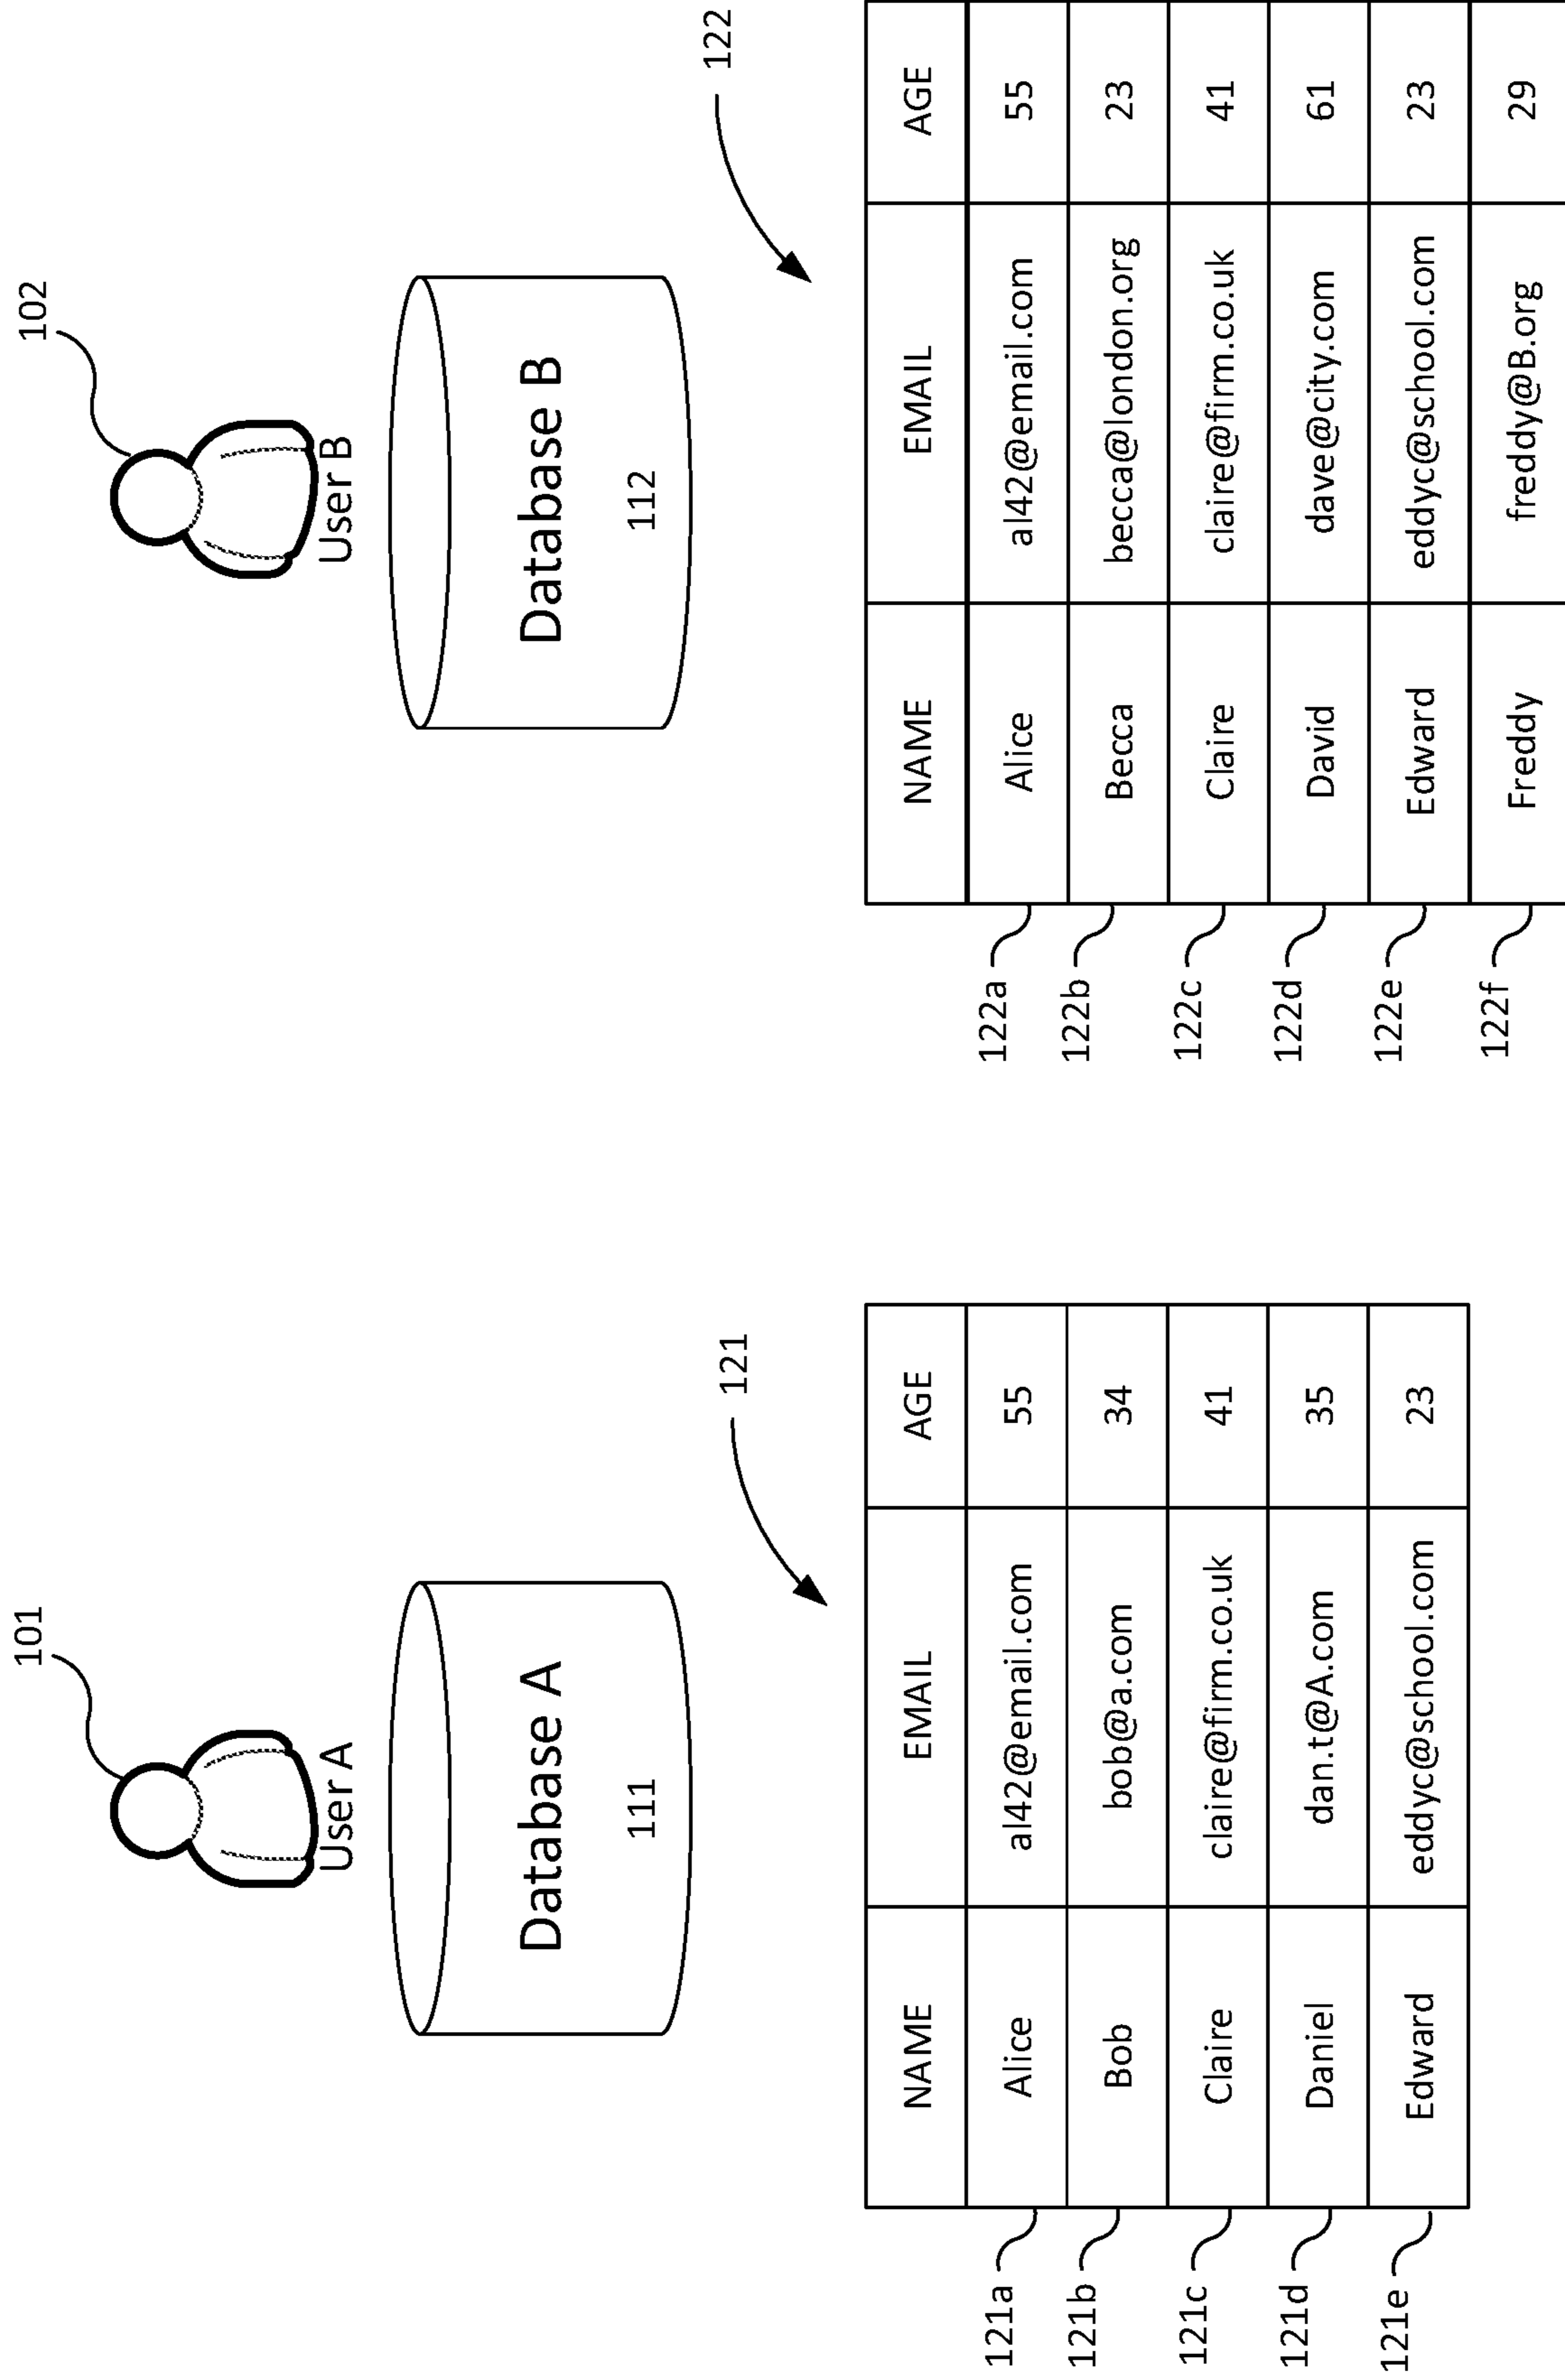 101
User A
Database A
111
121
NAME EMAIL AGE
121a Alice al42@email.com 55
121b Bob bob@a.com 34
121c Claire claire@firm.co.uk 41
121d Daniel dan.t@A.com 35
121e Edward eddyc@school.com 23
102
User B
Database B
112
122
NAME EMAIL AGE
122a Alice al42@email.com 55
122b Becca becca@london.org 23
122c Claire claire@firm.co.uk 41
122d David dave@city.com 61
122e Edward eddyc@school.com 23
122f Freddy freddy@B.org 29